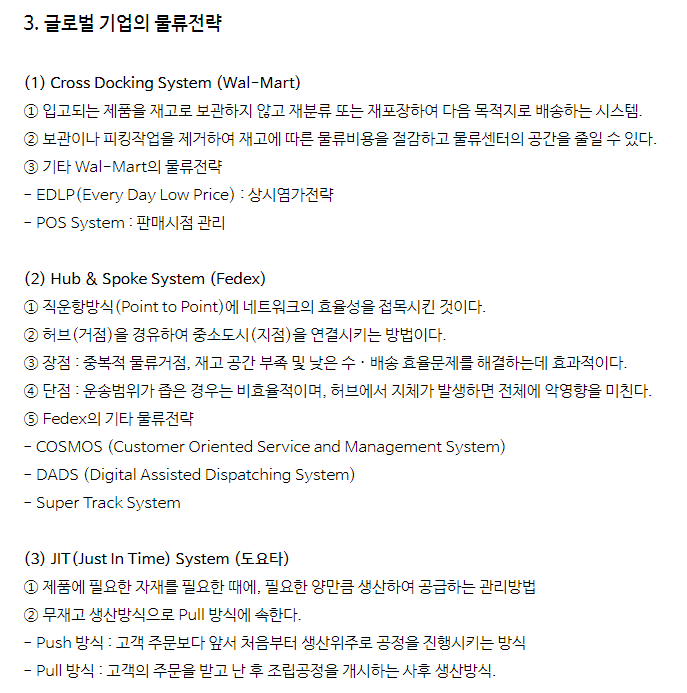 3. 글로벌 기업의 물류전략
(1) Cross Docking System (Wal-Mart)
① 입고되는 제품을 재고로 보관하지 않고 재분류 또는 재포장하여 다음 목적지로 배송하는 시스템.
② 보관이나 피킹작업을 제거하여 재고에 따른 물류비용을 절감하고 물류센터의 공간을 줄일 수 있다.
③ 기타 Wal-Mart의 물류전략
- EDLP(Every Day Low Price) : 상시염가전략
- POS System : 판매시점 관리
(2) Hub & Spoke System (Fedex)
① 직운항방식(Point to Point)에 네트워크의 효율성을 접목시킨 것이다.
② 허브(거점)을 경유하여 중소도시(지점)을 연결시키는 방법이다.
③ 장점 : 중복적 물류거점, 재고 공간 부족 및 낮은 수ㆍ배송 효율문제를 해결하는데 효과적이다.
④ 단점 : 운송범위가 좁은 경우는 비효율적이며, 허브에서 지체가 발생하면 전체에 악영향을 미친다.
⑤ Fedex의 기타 물류전략
- COSMOS (Customer Oriented Service and Management System)
- DADS (Digital Assisted Dispatching System)
- Super Track System
(3) JIT(Just In Time) System (도요타)
① 제품에 필요한 자재를 필요한 때에, 필요한 양만큼 생산하여 공급하는 관리방법
② 무재고 생산방식으로 Pull 방식에 속한다.
- Push 방식 : 고객 주문보다 앞서 처음부터 생산위주로 공정을 진행시키는 방식
- Pull 방식 : 고객의 주문을 받고 난 후 조립공정을 개시하는 사후 생산방식.